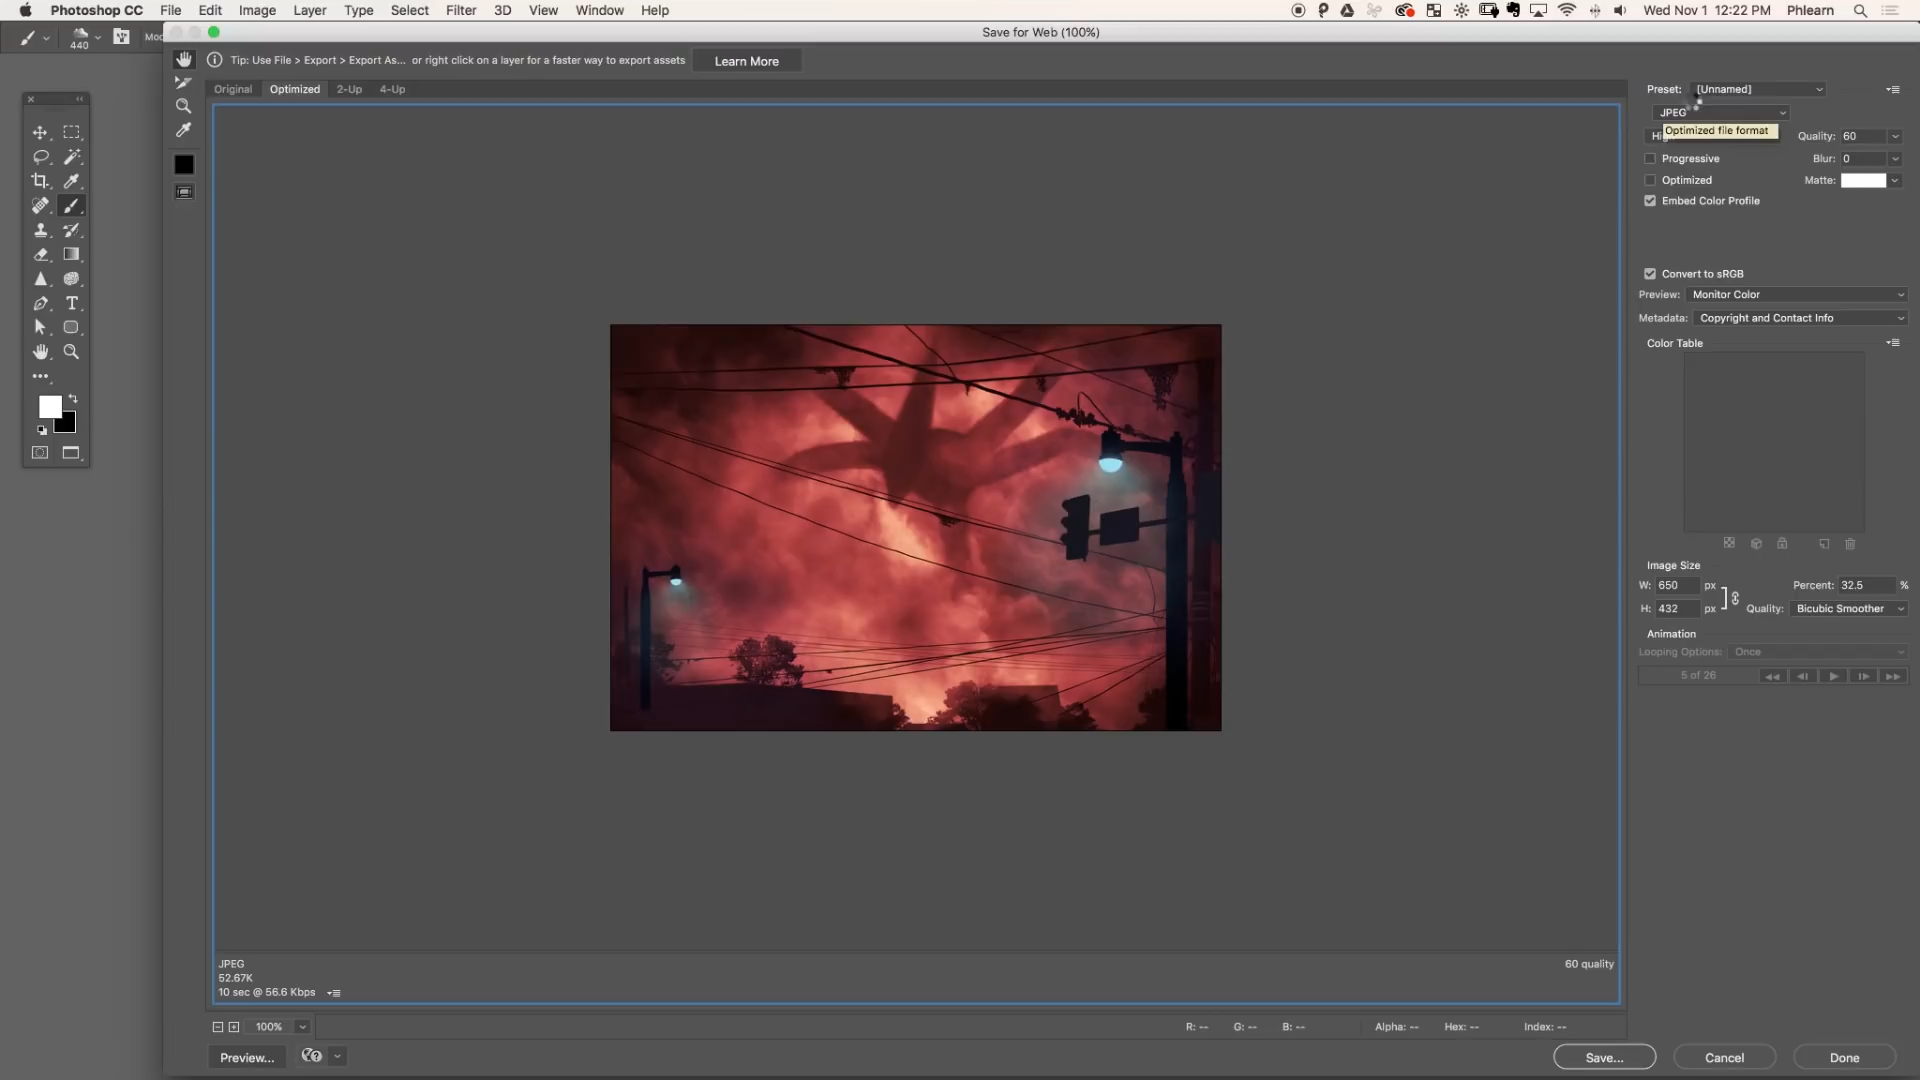 Photoshop CC File Edit Image Layer Type Select Filter 3D View Window Help Wed Nov 1 12:22 PM Phlearn
Save for Web (100%)
440
Tip: Use File > Export > Export As... or right click on a layer for a faster way to export assets Learn More
Original Optimized 2-Up 4-Up
Preset: [Unnamed]
JPEG
Optimized file format
Quality: 60
Progressive Blur: 0
Optimized Matte:
Embed Color Profile
Convert to sRGB
Preview: Monitor Color
Metadata: Copyright and Contact Info
Color Table
Image Size
W: 650 px Percent: 32.5 %
H: 432 px Quality: Bicubic Smoother
Animation
Looping Options: Once
5 of 26
JPEG
52.67K
10 sec @ 56.6 Kbps
60 quality
100% R: -- G: -- B: -- Alpha: -- Hex: -- Index: --
Preview... Save... Cancel Done